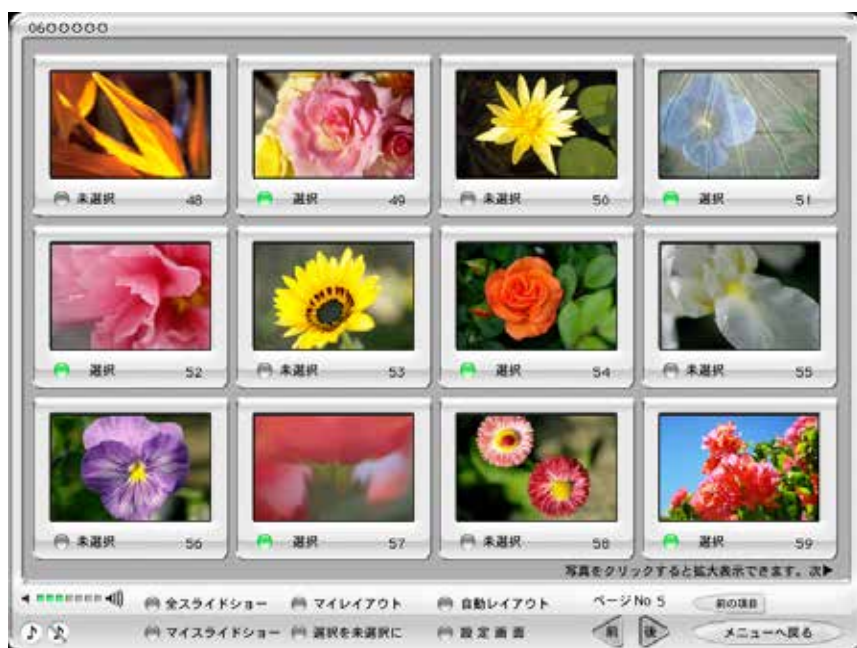 0600000
未選択 48
選択 49
未選択 50
選択 51
選択 52
未選択 53
選択 54
未選択 55
未選択 56
選択 57
未選択 58
選択 59
写真をクリックすると拡大表示できます。次▶
全スライドショー マイレイアウト 自動レイアウト ページNo 5 前の項目
マイスライドショー 選択を未選択に 設定画面 前 後 メニューへ戻る